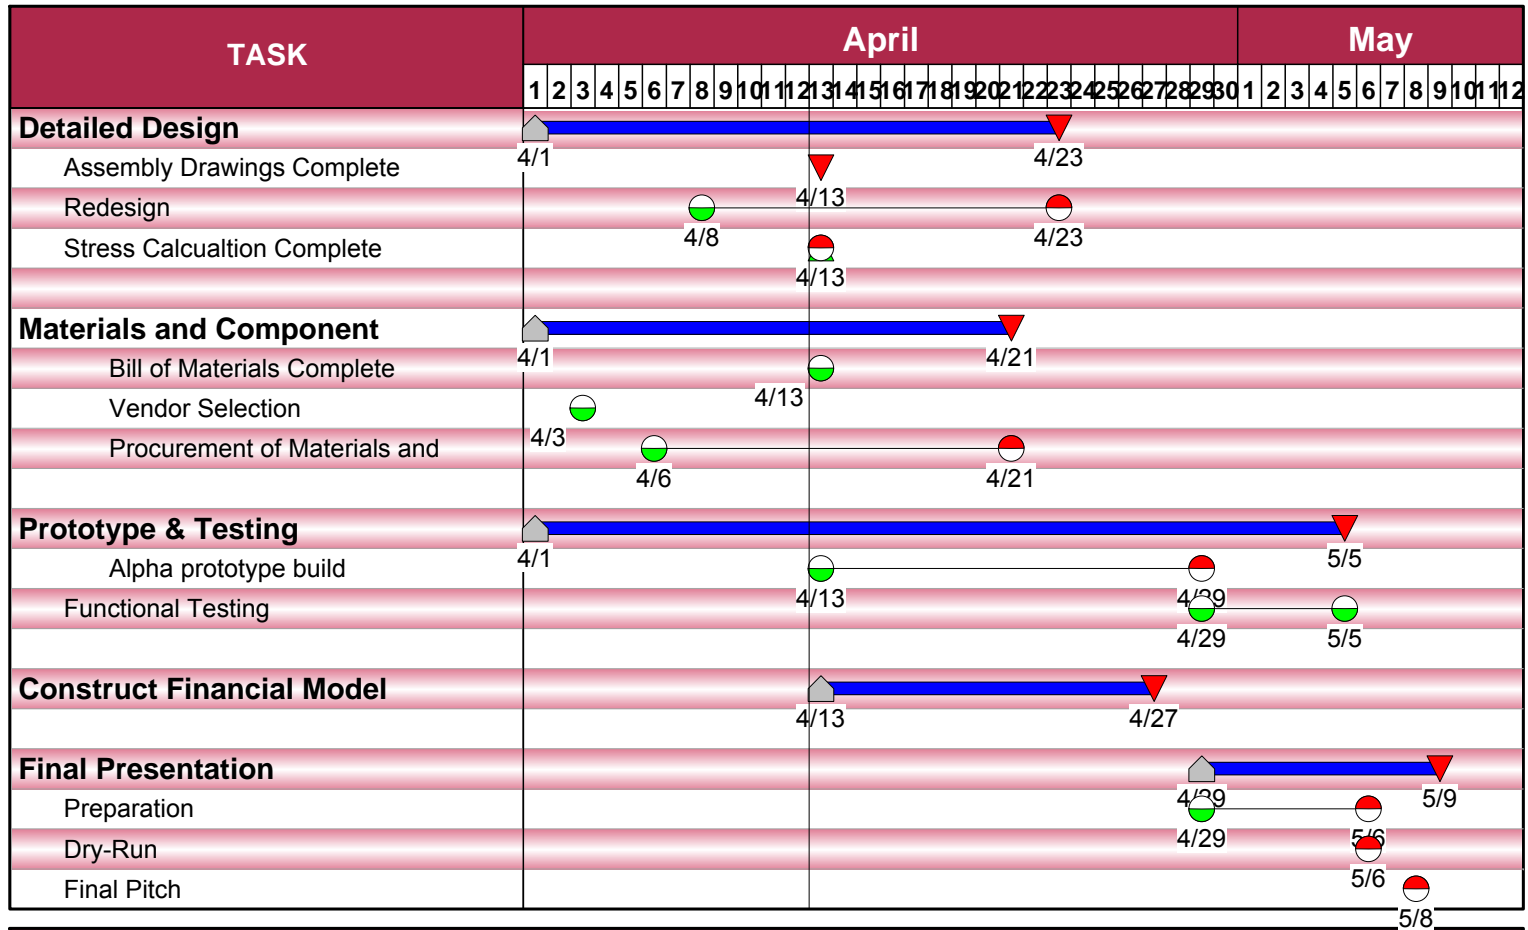 TASK
April
May
1 2 3 4 5 6 7 8 9 10 11 12 13 14 15 16 17 18 19 20 21 22 23 24 25 26 27 28 29 30 1 2 3 4 5 6 7 8 9 10 11 12
Detailed Design
4/1
4/23
Assembly Drawings Complete
4/13
Redesign
4/8
4/23
Stress Calcualtion Complete
4/13
Materials and Component
4/1
4/21
Bill of Materials Complete
4/13
Vendor Selection
4/3
Procurement of Materials and
4/6
4/21
Prototype & Testing
4/1
5/5
Alpha prototype build
4/13
4/29
Functional Testing
4/29
5/5
Construct Financial Model
4/13
4/27
Final Presentation
4/29
5/9
Preparation
4/29
5/6
Dry-Run
5/6
Final Pitch
5/8